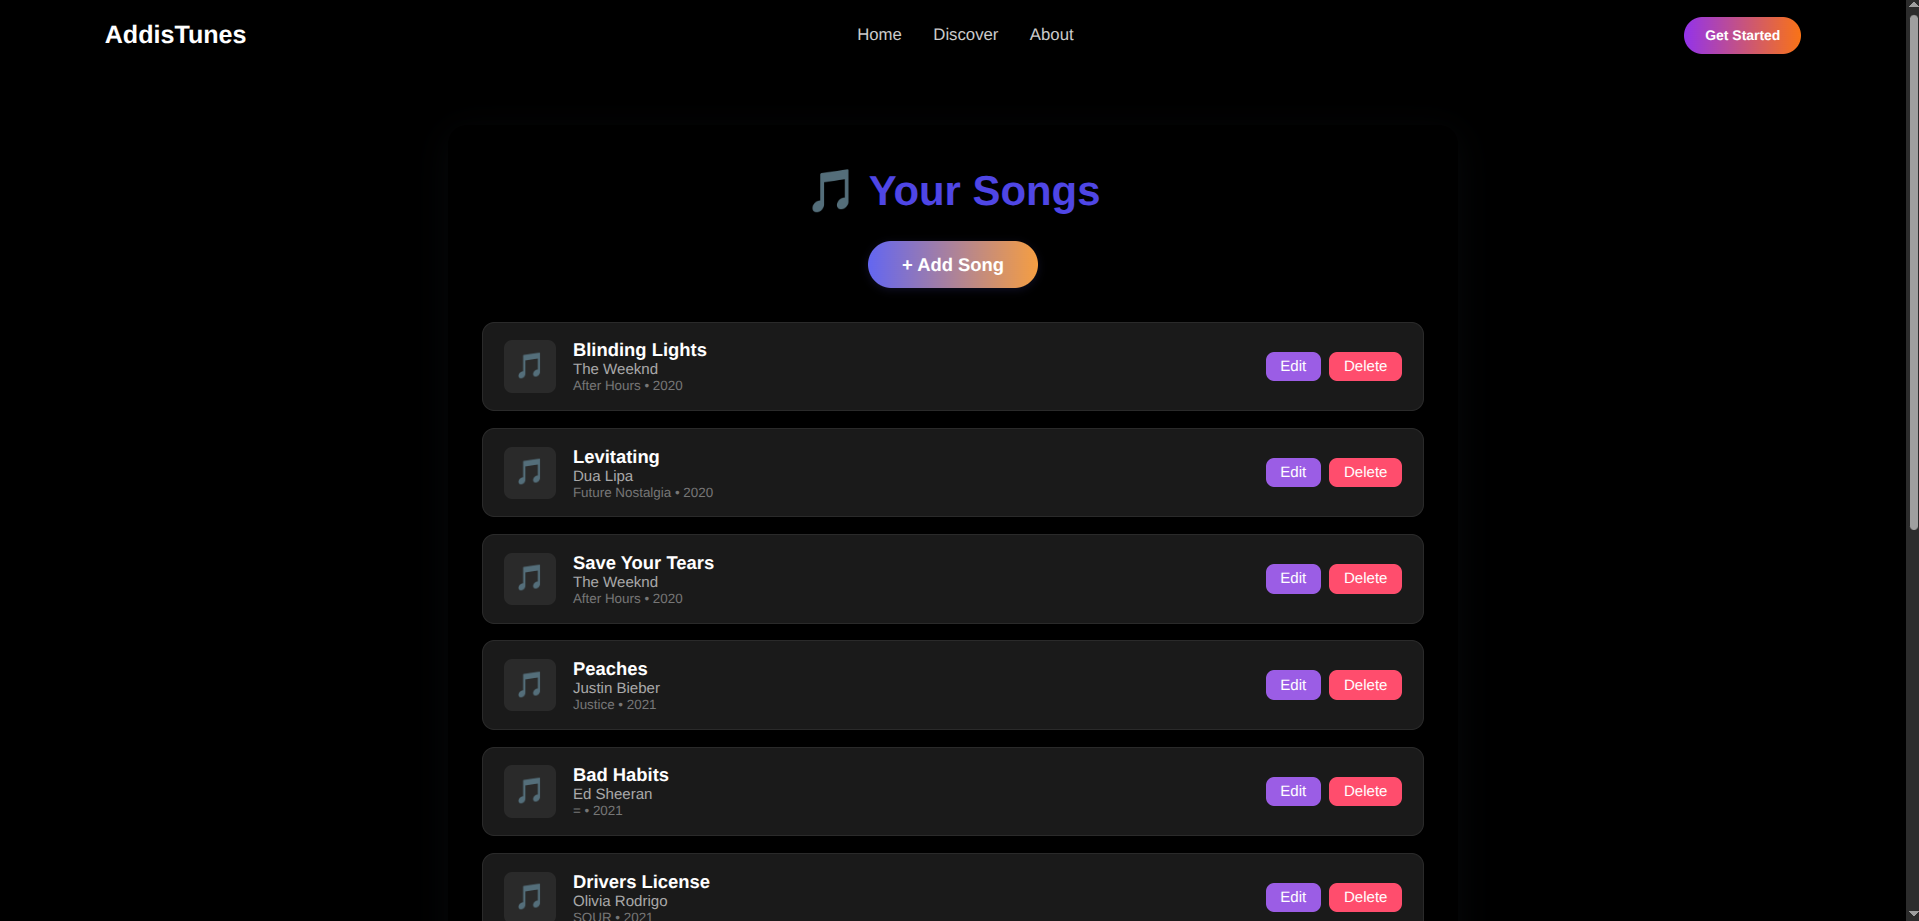 AddisTunes
Home
Discover
About
Get Started
Your Songs
+ Add Song
Blinding Lights
The Weeknd
After Hours • 2020
Edit
Delete
Levitating
Dua Lipa
Future Nostalgia • 2020
Edit
Delete
Save Your Tears
The Weeknd
After Hours • 2020
Edit
Delete
Peaches
Justin Bieber
Justice • 2021
Edit
Delete
Bad Habits
Ed Sheeran
= • 2021
Edit
Delete
Drivers License
Olivia Rodrigo
SOUR • 2021
Edit
Delete